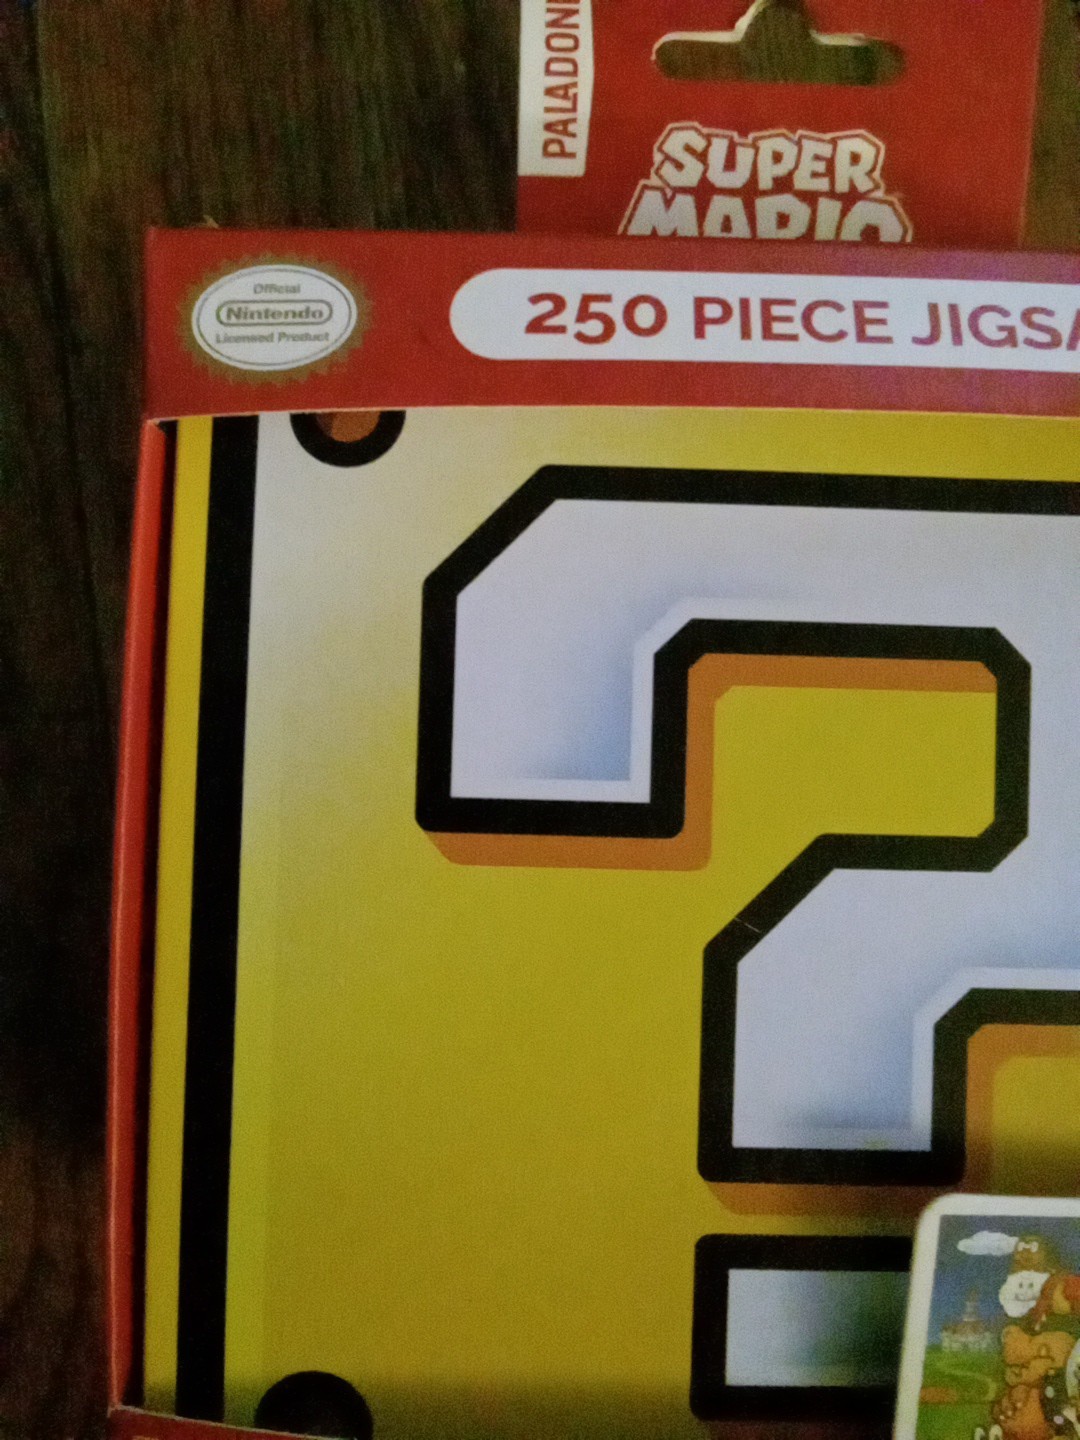 PALADONE
SUPER
MARIO
Official
Nintendo
Licensed Product
250 PIECE JIGSA